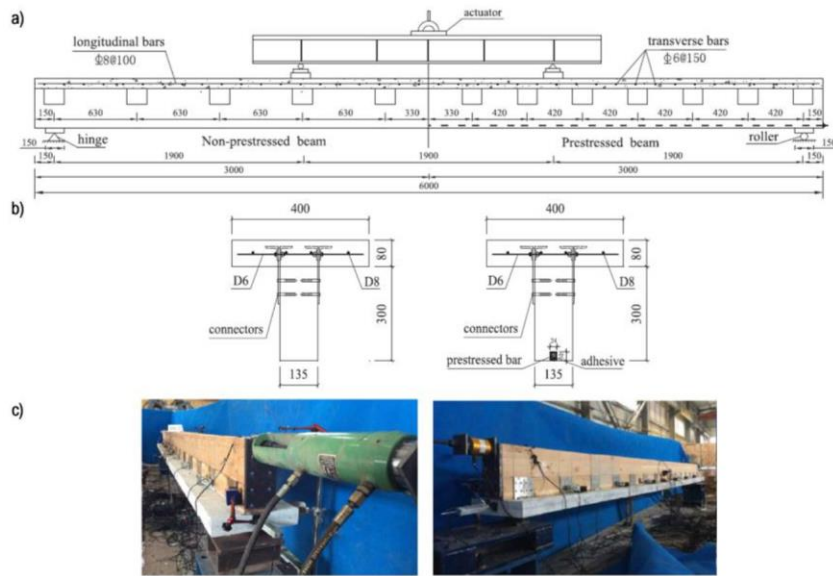 a)
actuator
longitudinal bars
Φ8@100
transverse bars
Φ6@150
150 630 630 630 630 330 330 420 420 420 420 420 150
hinge
Non-prestressed beam
Prestressed beam
roller
150
150
150 1900 1900 1900 150
3000 3000
6000
b)
400
400
80
80
D6
D8
D6
D8
300
300
connectors
connectors
prestressed bar
adhesive
135
135
c)